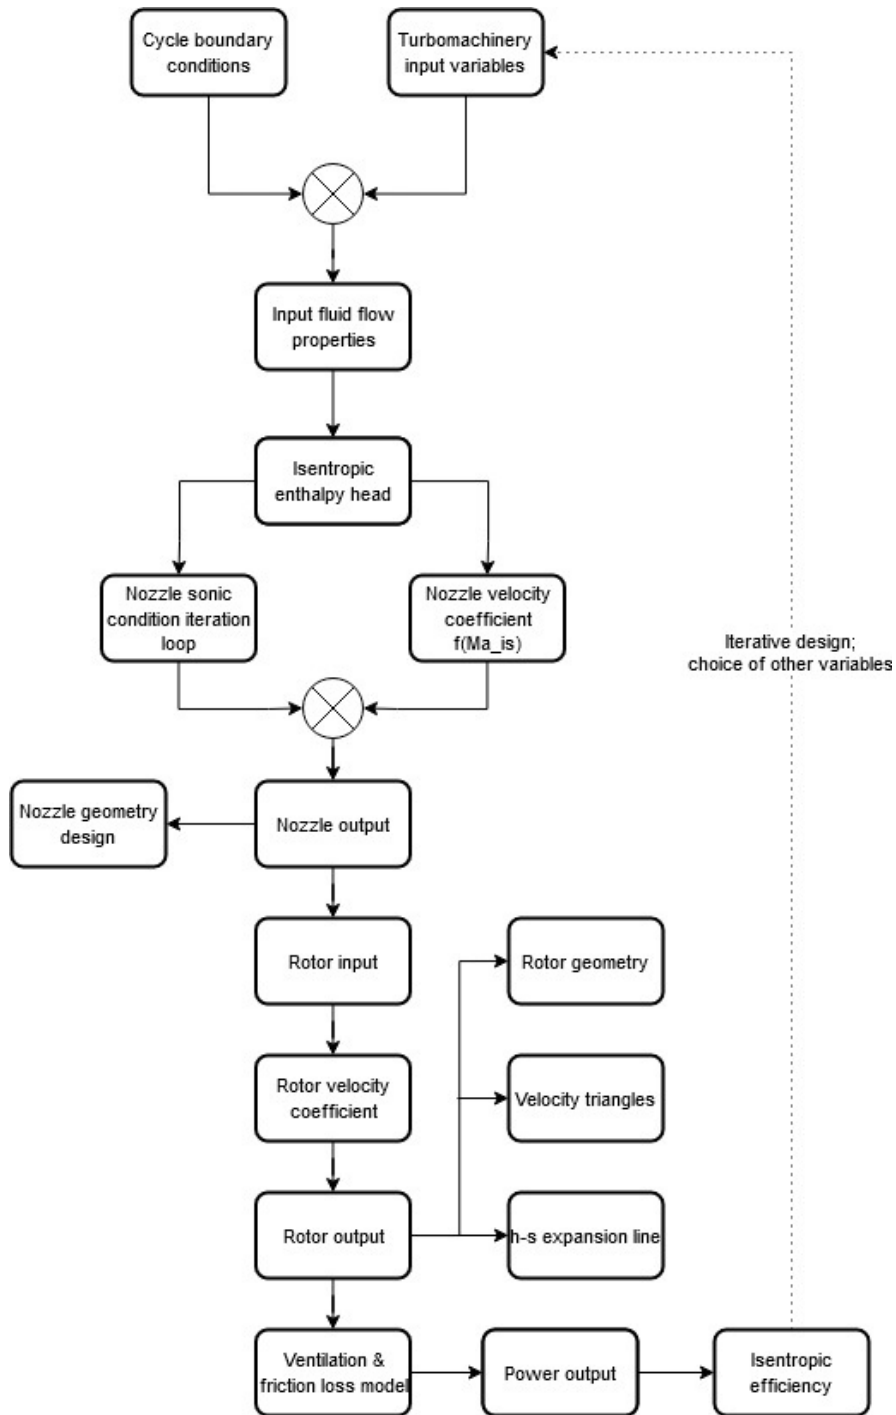 Cycle boundary
conditions
Turbomachinery
input variables
Input fluid flow
properties
Isentropic
enthalpy head
Nozzle sonic
condition iteration
loop
Nozzle velocity
coefficient
f(Ma_is)
Iterative design;
choice of other variables
Nozzle geometry
design
Nozzle output
Rotor input
Rotor geometry
Rotor velocity
coefficient
Velocity triangles
Rotor output
h-s expansion line
Ventilation &
friction loss model
Power output
Isentropic
efficiency